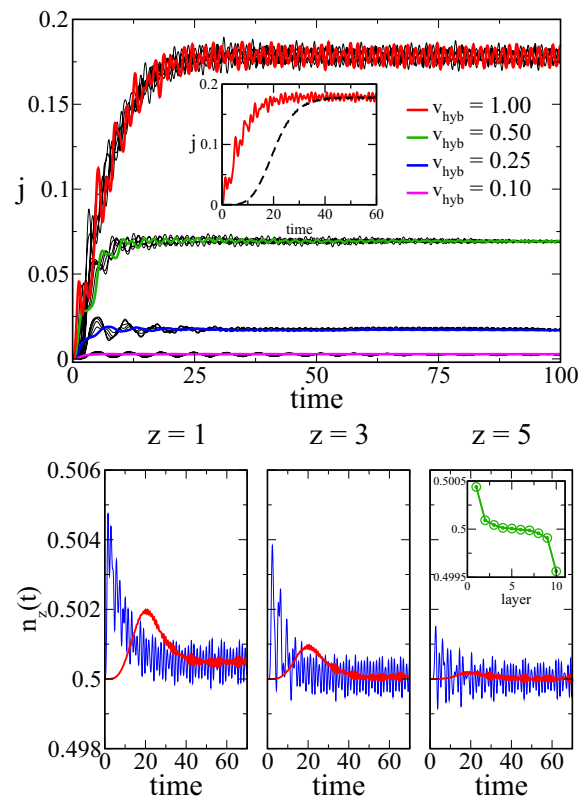 0.2
0.15
0.1
0.05
0
j
0 25 50 75 100
time
0.2
0.1
0
j
0 10 20 30 40 50 60
time
v_hyb = 1.00
v_hyb = 0.50
v_hyb = 0.25
v_hyb = 0.10
z = 1 z = 3 z = 5
0.506
0.504
0.502
0.5
0.498
n_z(t)
0 20 40 60
time
0 20 40 60
time
0 20 40 60
time
0.5005
0.5
0.4995
0 5 10
layer